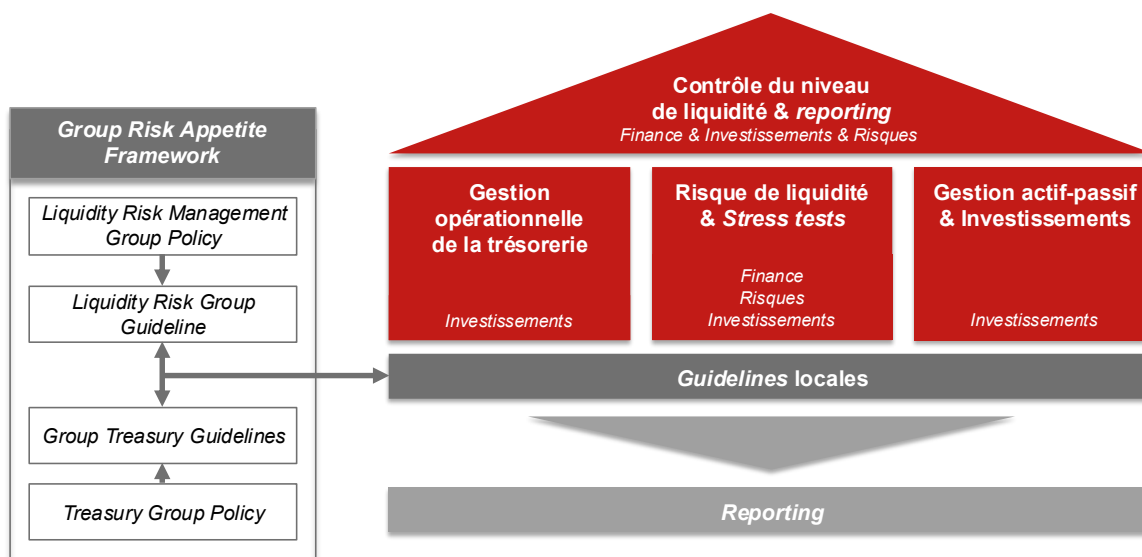 Group Risk Appetite
Framework
Liquidity Risk Management
Group Policy
Liquidity Risk Group
Guideline
Group Treasury Guidelines
Treasury Group Policy
Contrôle du niveau
de liquidité & reporting
Finance & Investissements & Risques
Gestion
opérationnelle
de la trésorerie
Investissements
Risque de liquidité
& Stress tests
Finance
Risques
Investissements
Gestion actif-passif
& Investissements
Investissements
Guidelines locales
Reporting